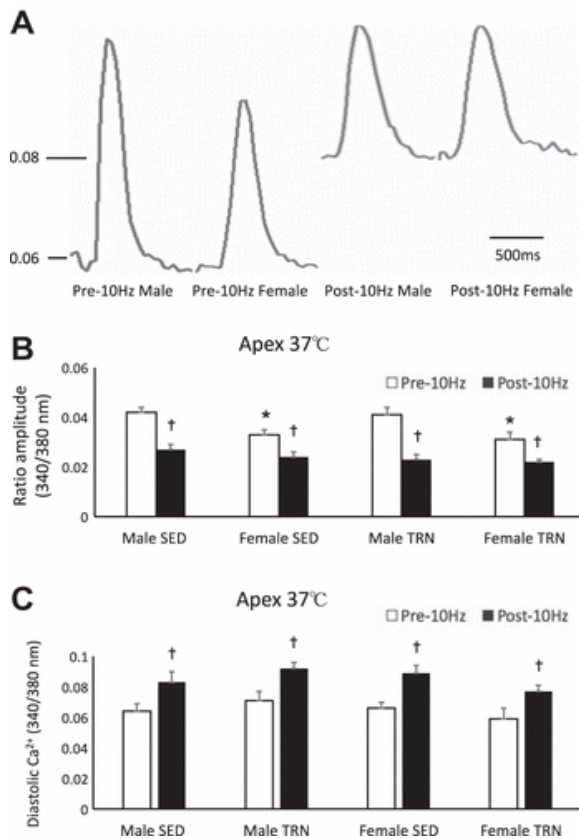 A
0.08
0.06
500ms
Pre-10Hz Male Pre-10Hz Female Post-10Hz Male Post-10Hz Female
B
Apex 37℃
Pre-10Hz Post-10Hz
Ratio amplitude
(340/380 nm)
0.06
0.04
0.02
0
† * † † * †
Male SED Female SED Male TRN Female TRN
C
Apex 37℃
Pre-10Hz Post-10Hz
Diastolic Ca²⁺ (340/380 nm)
0.1
0.08
0.06
0.04
0.02
0
† † † †
Male SED Male TRN Female SED Female TRN